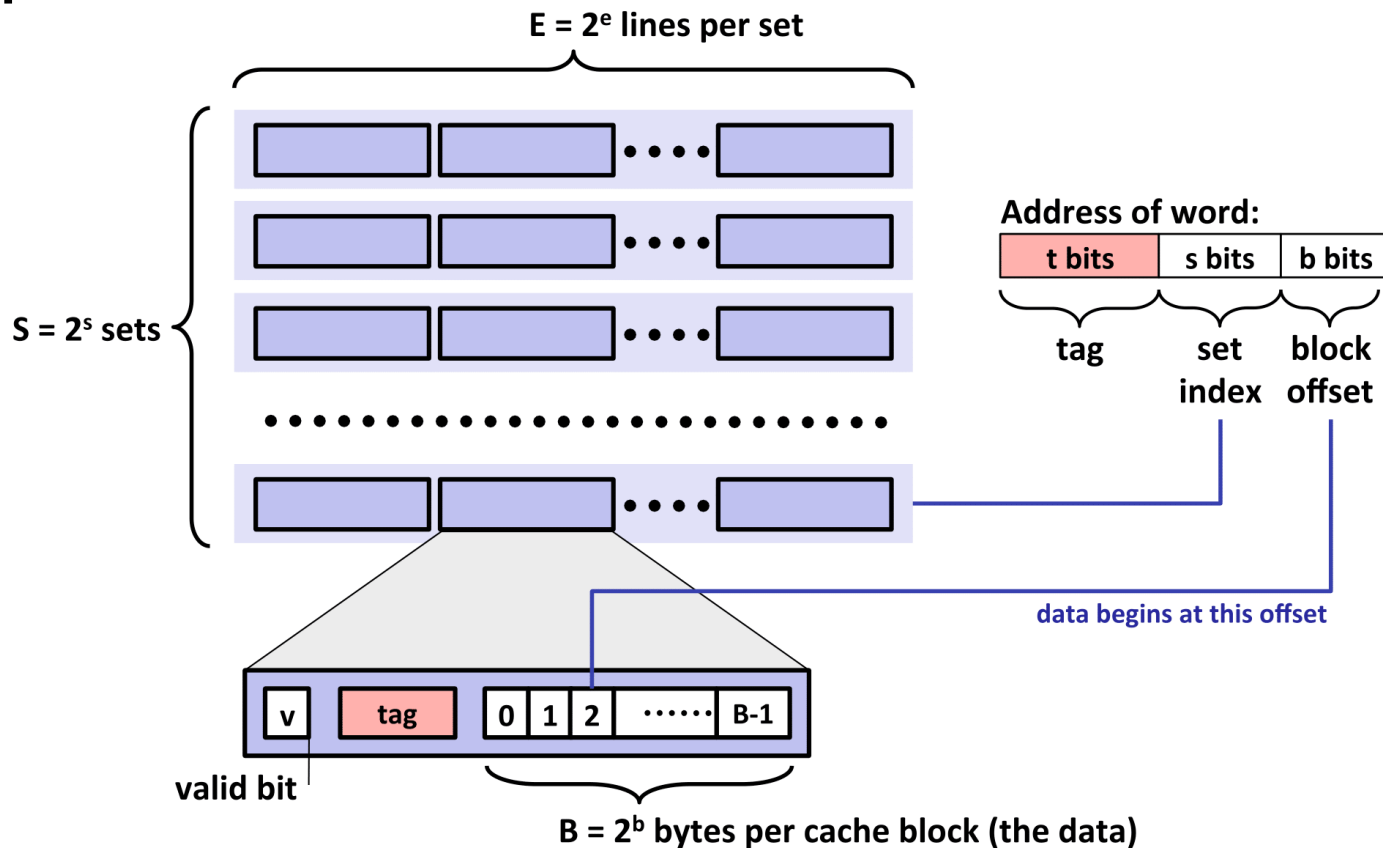 E = 2ᵉ lines per set
S = 2ˢ sets
Address of word:
t bits s bits b bits
tag set block
index offset
data begins at this offset
v tag 0 1 2 ······ B-1
valid bit
B = 2ᵇ bytes per cache block (the data)